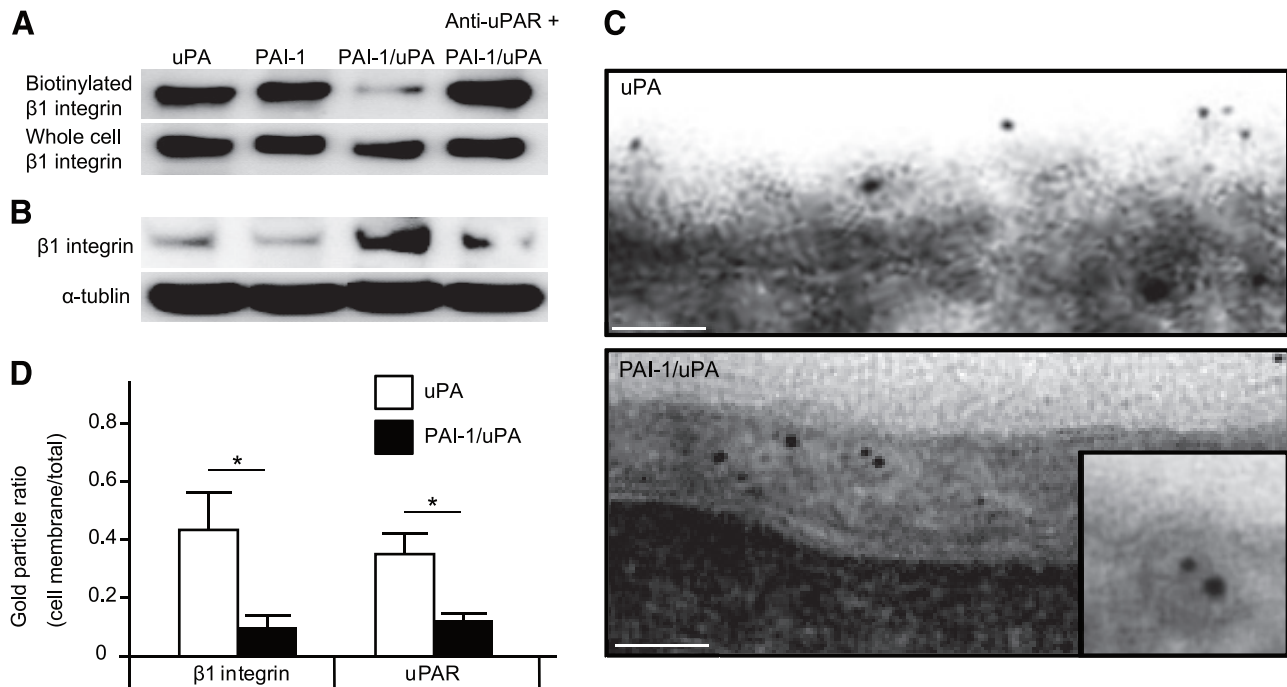 A
Anti-uPAR +
uPA PAI-1 PAI-1/uPA PAI-1/uPA
Biotinylated
β1 integrin
Whole cell
β1 integrin
B
β1 integrin
α-tublin
C
uPA
PAI-1/uPA
D
uPA
PAI-1/uPA
Gold particle ratio
(cell membrane/total)
0.8
0.6
0.4
0.2
0
*
*
β1 integrin uPAR